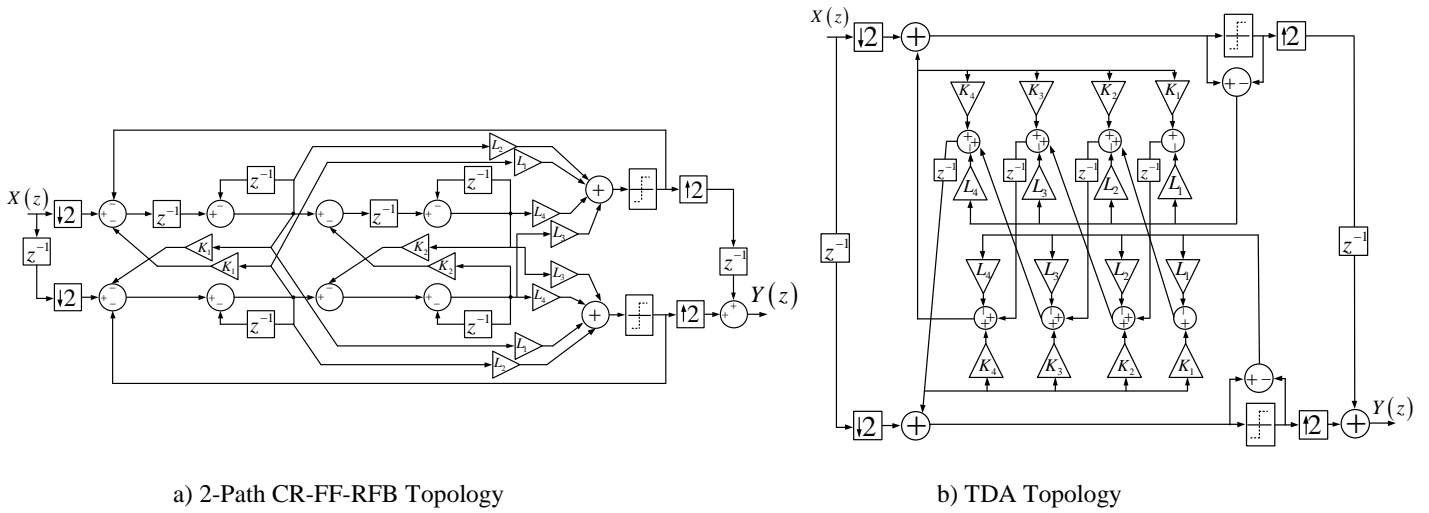 X(z)
↓2
z⁻¹
↓2
z⁻¹
z⁻¹
z⁻¹
z⁻¹
z⁻¹
z⁻¹
K₁
K₁
K₂
K₂
L₂
L₁
L₄
L₃
L₃
L₄
L₁
L₂
↑2
z⁻¹
↑2
Y(z)
a) 2-Path CR-FF-RFB Topology
X(z)
↓2
↑2
K₄ K₃ K₂ K₁
z⁻¹ z⁻¹ z⁻¹ z⁻¹
L₄ L₃ L₂ L₁
z⁻¹
z⁻¹
L₄ L₃ L₂ L₁
K₄ K₃ K₂ K₁
↓2
↑2
Y(z)
b) TDA Topology